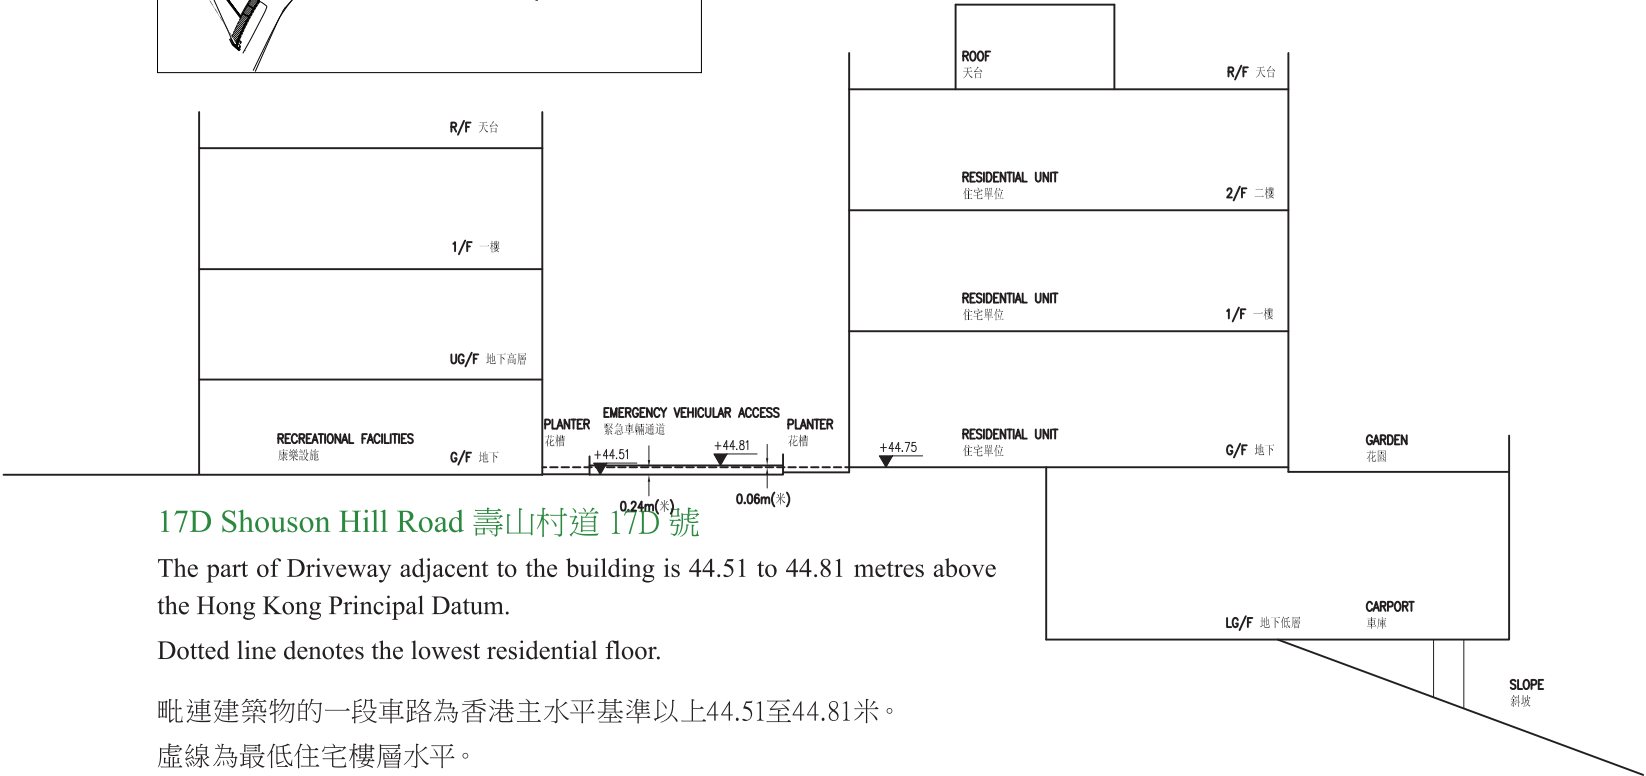 ROOF
天台
R/F 天台
R/F 天台
RESIDENTIAL UNIT
住宅單位
2/F 二樓
1/F 一樓
RESIDENTIAL UNIT
住宅單位
1/F 一樓
UG/F 地下高層
RECREATIONAL FACILITIES
康樂設施
G/F 地下
PLANTER
花槽
EMERGENCY VEHICULAR ACCESS
緊急車輛通道
PLANTER
花槽
+44.51
+44.81
+44.75
0.24m(米)
0.06m(米)
RESIDENTIAL UNIT
住宅單位
G/F 地下
GARDEN
花園
17D Shouson Hill Road 壽山村道 17D 號
The part of Driveway adjacent to the building is 44.51 to 44.81 metres above
the Hong Kong Principal Datum.
Dotted line denotes the lowest residential floor.
毗連建築物的一段車路為香港主水平基準以上44.51至44.81米。
虛線為最低住宅樓層水平。
LG/F 地下低層
CARPORT
車庫
SLOPE
斜坡